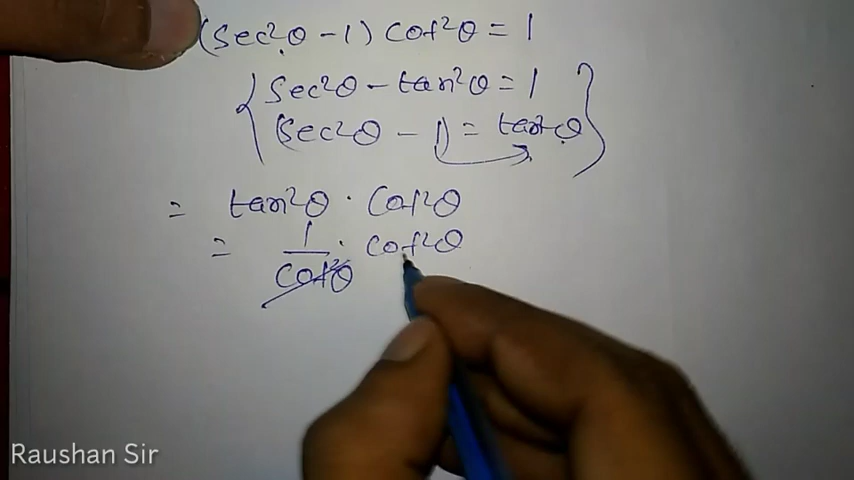 (sec²θ - 1) cot²θ = 1
{ sec²θ - tan²θ = 1
(sec²θ - 1) = tan²θ }
= tan²θ · cot²θ
= 1/cot²θ · cot²θ
Raushan Sir